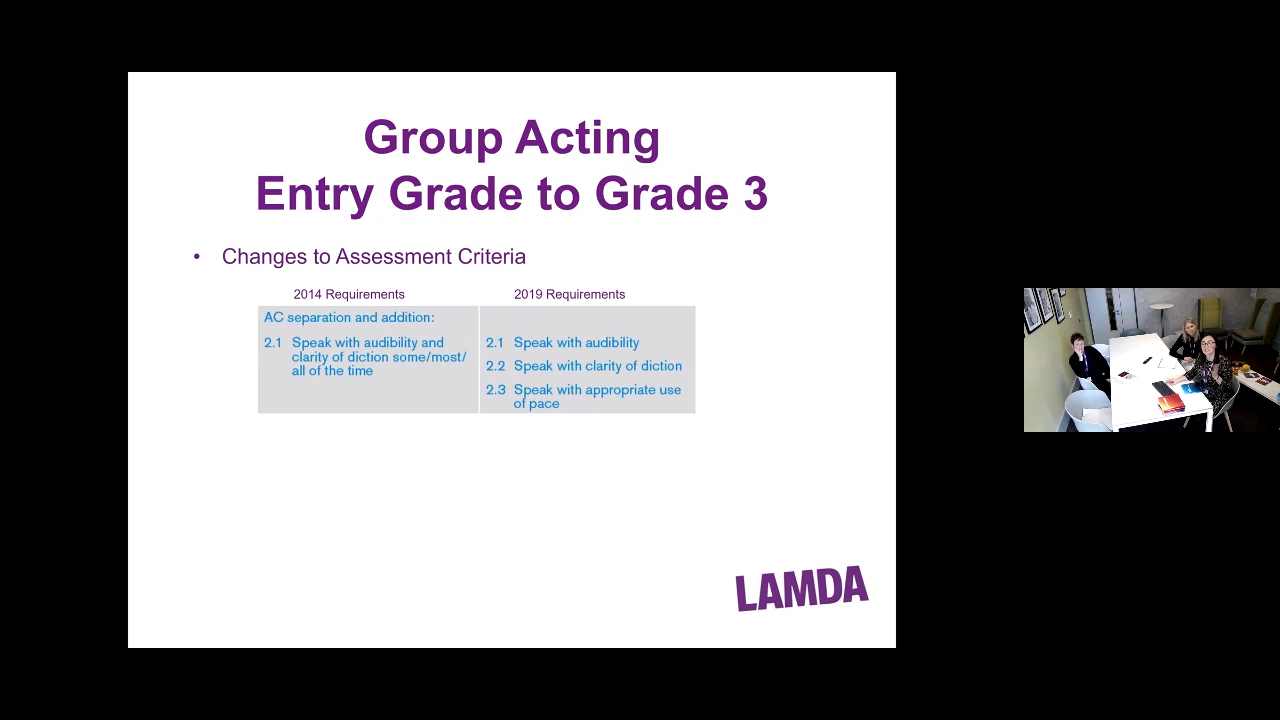 Group Acting
Entry Grade to Grade 3
• Changes to Assessment Criteria
2014 Requirements
2019 Requirements
AC separation and addition:
2.1 Speak with audibility and
clarity of diction some/most/
all of the time
2.1 Speak with audibility
2.2 Speak with clarity of diction
2.3 Speak with appropriate use
of pace
LAMDA